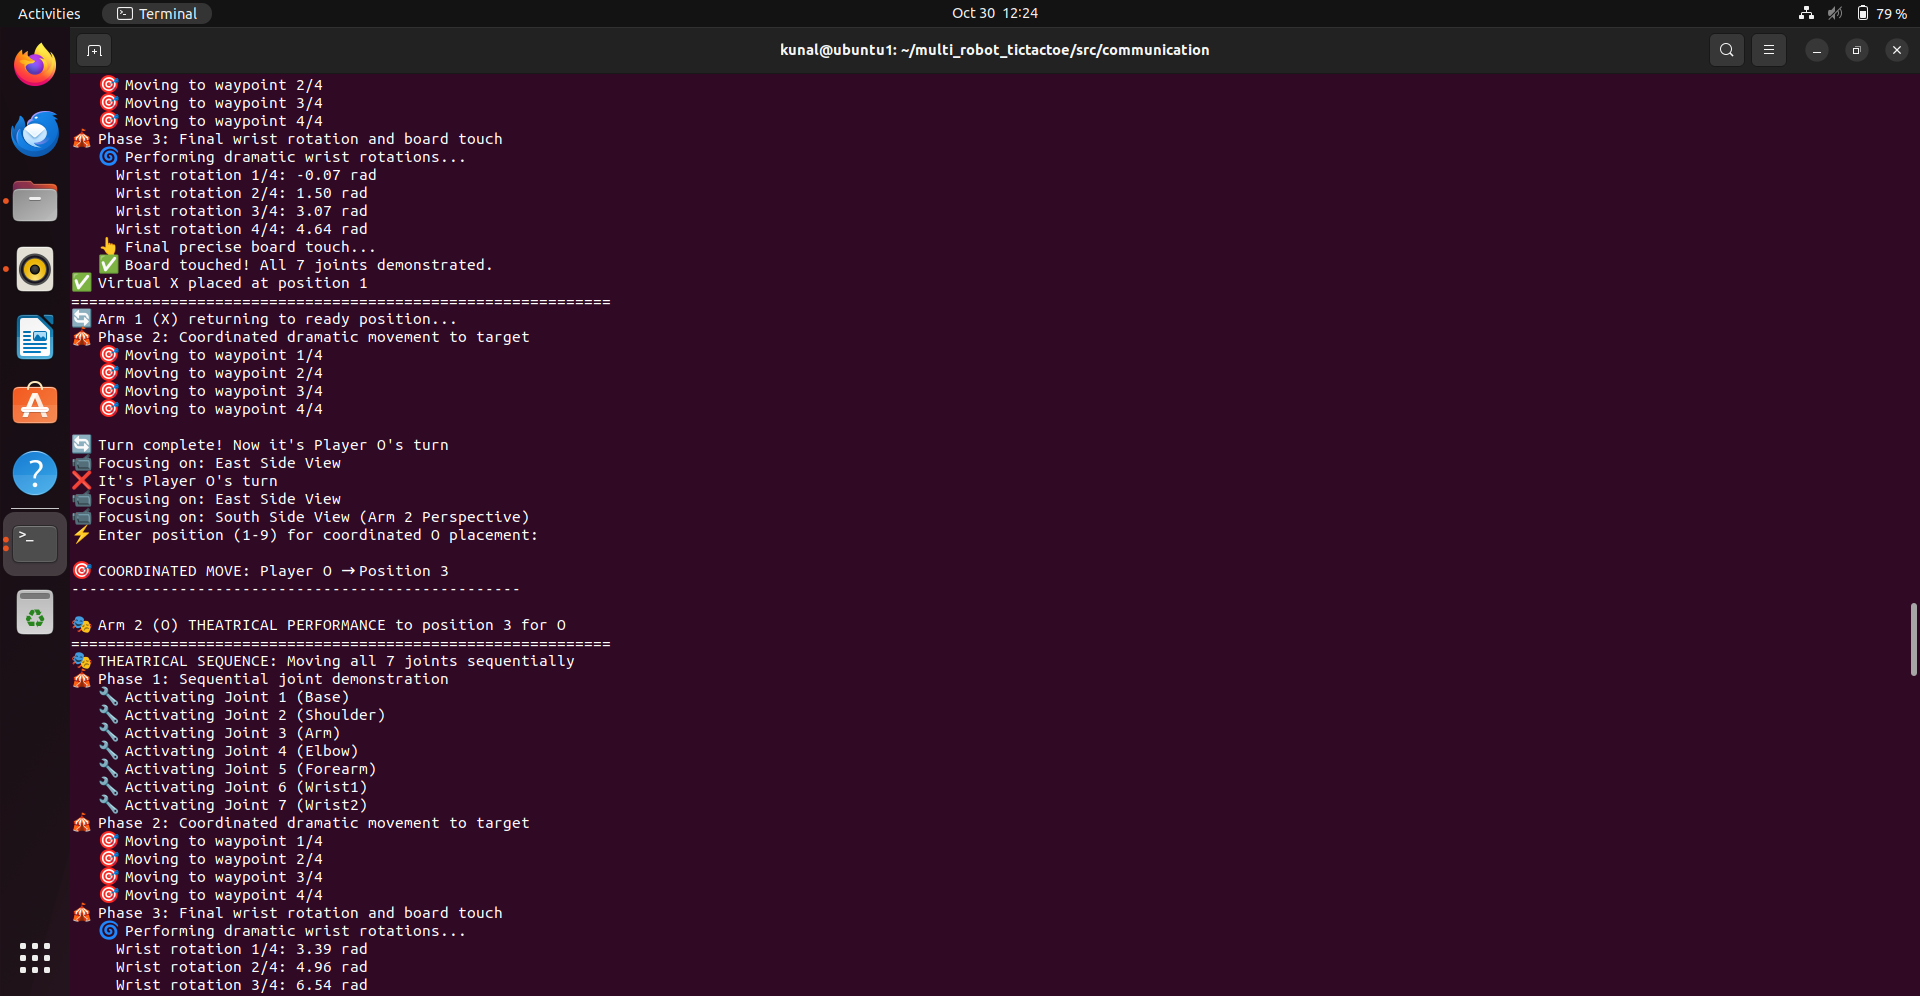 Activities
Terminal
Oct 30 12:24
79 %
kunal@ubuntu1: ~/multi_robot_tictactoe/src/communication
🎯 Moving to waypoint 2/4
🎯 Moving to waypoint 3/4
🎯 Moving to waypoint 4/4
🎪 Phase 3: Final wrist rotation and board touch
🌀 Performing dramatic wrist rotations...
Wrist rotation 1/4: -0.07 rad
Wrist rotation 2/4: 1.50 rad
Wrist rotation 3/4: 3.07 rad
Wrist rotation 4/4: 4.64 rad
👆 Final precise board touch...
✅ Board touched! All 7 joints demonstrated.
✅ Virtual X placed at position 1
============================================================
🔄 Arm 1 (X) returning to ready position...
🎪 Phase 2: Coordinated dramatic movement to target
🎯 Moving to waypoint 1/4
🎯 Moving to waypoint 2/4
🎯 Moving to waypoint 3/4
🎯 Moving to waypoint 4/4
🔄 Turn complete! Now it's Player O's turn
📹 Focusing on: East Side View
❌ It's Player O's turn
📹 Focusing on: East Side View
📹 Focusing on: South Side View (Arm 2 Perspective)
⚡ Enter position (1-9) for coordinated O placement:
🎯 COORDINATED MOVE: Player O → Position 3
--------------------------------------------------
🎭 Arm 2 (O) THEATRICAL PERFORMANCE to position 3 for O
============================================================
🎭 THEATRICAL SEQUENCE: Moving all 7 joints sequentially
🎪 Phase 1: Sequential joint demonstration
🔧 Activating Joint 1 (Base)
🔧 Activating Joint 2 (Shoulder)
🔧 Activating Joint 3 (Arm)
🔧 Activating Joint 4 (Elbow)
🔧 Activating Joint 5 (Forearm)
🔧 Activating Joint 6 (Wrist1)
🔧 Activating Joint 7 (Wrist2)
🎪 Phase 2: Coordinated dramatic movement to target
🎯 Moving to waypoint 1/4
🎯 Moving to waypoint 2/4
🎯 Moving to waypoint 3/4
🎯 Moving to waypoint 4/4
🎪 Phase 3: Final wrist rotation and board touch
🌀 Performing dramatic wrist rotations...
Wrist rotation 1/4: 3.39 rad
Wrist rotation 2/4: 4.96 rad
Wrist rotation 3/4: 6.54 rad